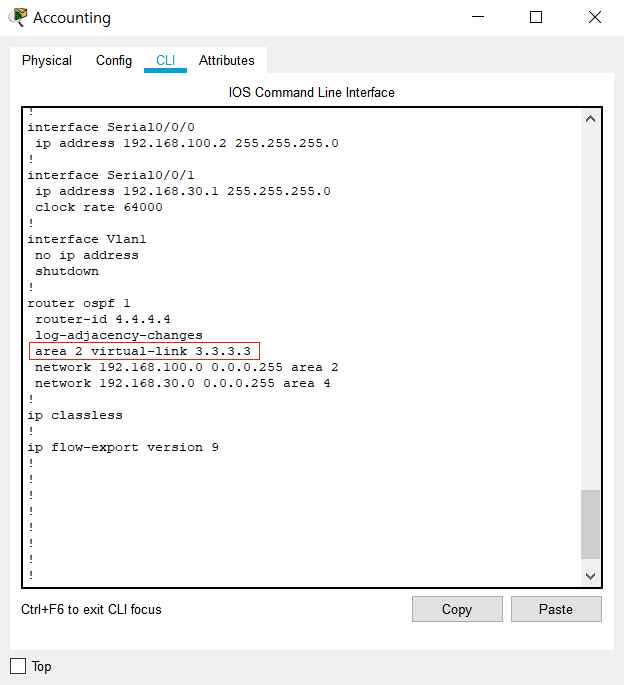 Accounting
Physical Config CLI Attributes
IOS Command Line Interface
!
interface Serial0/0/0
ip address 192.168.100.2 255.255.255.0
!
interface Serial0/0/1
ip address 192.168.30.1 255.255.255.0
clock rate 64000
!
interface Vlan1
no ip address
shutdown
!
router ospf 1
router-id 4.4.4.4
log-adjacency-changes
area 2 virtual-link 3.3.3.3
network 192.168.100.0 0.0.0.255 area 2
network 192.168.30.0 0.0.0.255 area 4
!
ip classless
!
ip flow-export version 9
!
!
!
!
!
!
!
!
Ctrl+F6 to exit CLI focus
Copy Paste
Top